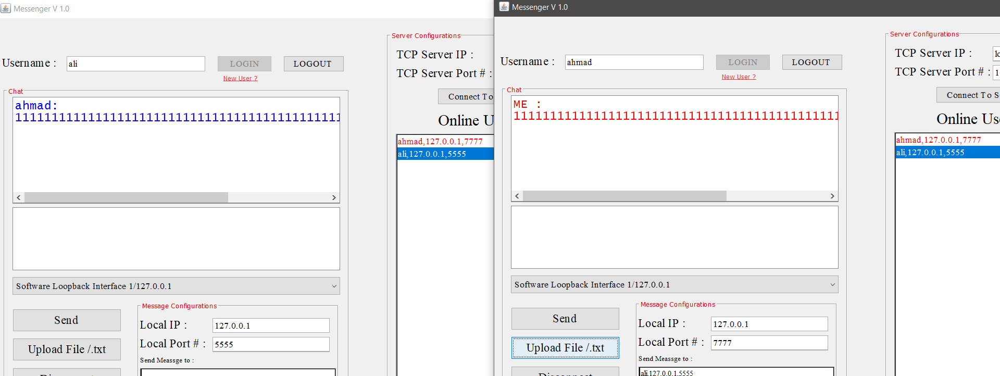 Messenger V 1.0
Server Configurations
TCP Server IP :
Username :
ali
LOGIN
LOGOUT
TCP Server Port # :
New User ?
Chat
Connect To
ahmad:
Online U
ahmad,127.0.0.1,7777
ali,127.0.0.1,5555
Software Loopback Interface 1/127.0.0.1
Message Configurations
Send
Local IP :
127.0.0.1
Upload File /.txt
Local Port # :
5555
Send Meassge to :
Messenger V 1.0
Server Configurations
TCP Server IP :
lo
Username :
ahmad
LOGIN
LOGOUT
TCP Server Port # :
1
New User ?
Chat
Connect To S
ME :
Online Us
ahmad,127.0.0.1,7777
ali,127.0.0.1,5555
Software Loopback Interface 1/127.0.0.1
Message Configurations
Send
Local IP :
127.0.0.1
Upload File /.txt
Local Port # :
7777
Send Meassge to :
Disconnect
ali,127.0.0.1,5555